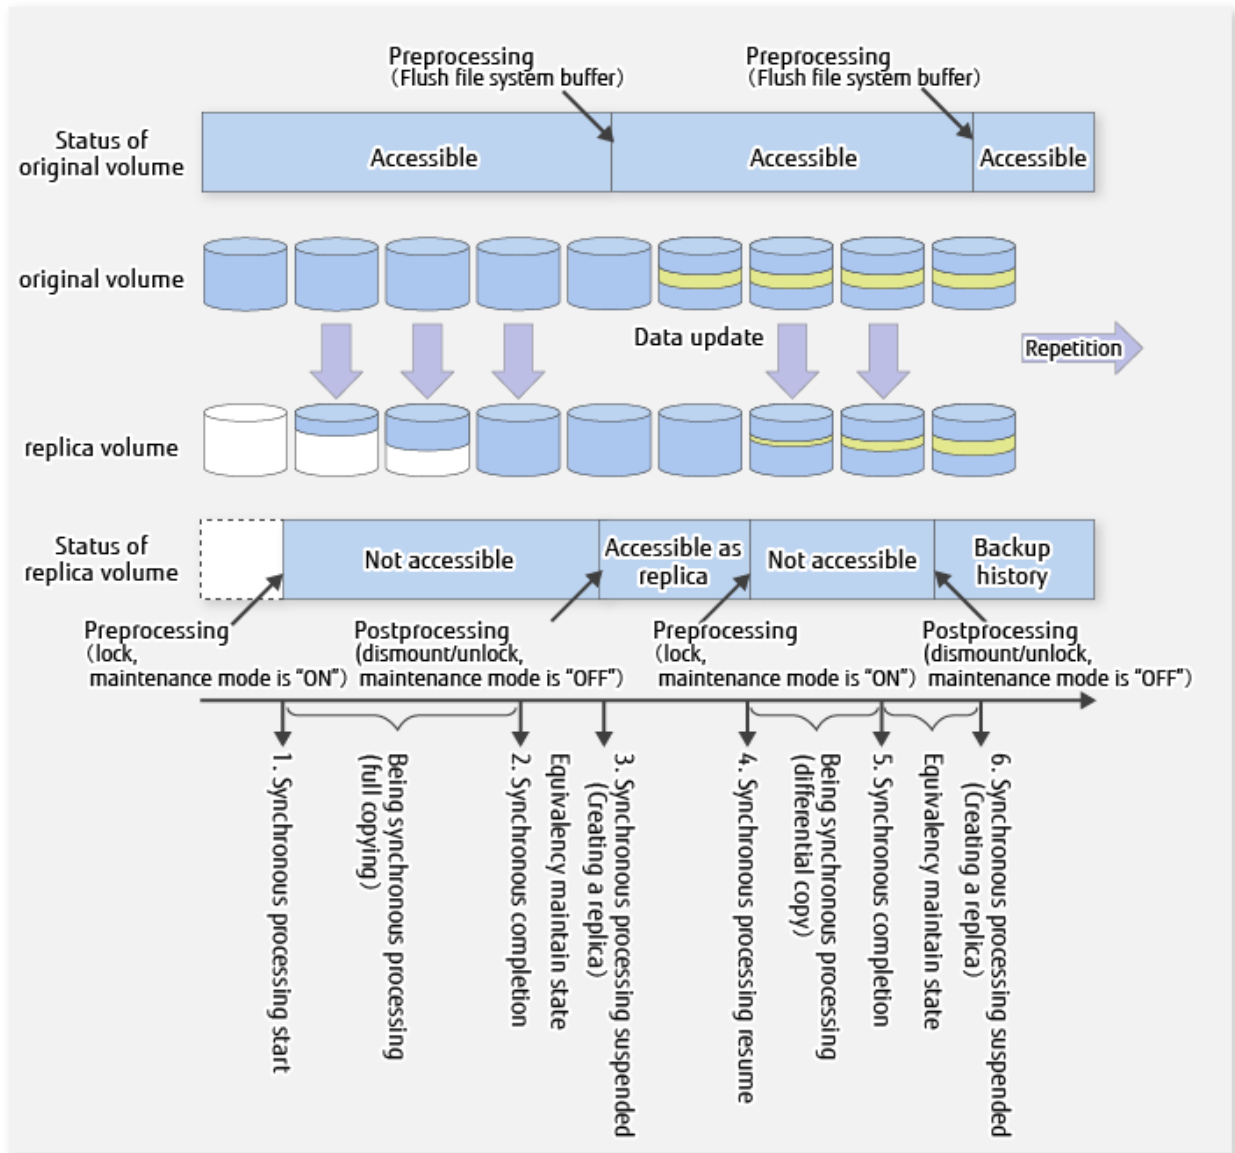 Preprocessing
(Flush file system buffer)
Preprocessing
(Flush file system buffer)
Status of
original volume
Accessible
Accessible
Accessible
original volume
Data update
Repetition
replica volume
Status of
replica volume
Not accessible
Accessible as
replica
Not accessible
Backup
history
Preprocessing
(lock,
maintenance mode is “ON”)
Postprocessing
(dismount/unlock,
maintenance mode is “OFF”)
Preprocessing
(lock,
maintenance mode is “ON”)
Postprocessing
(dismount/unlock,
maintenance mode is “OFF”)
1. Synchronous processing start
Being synchronous processing
(full copying)
2. Synchronous completion
Equivalency maintain state
3. Synchronous processing suspended
(Creating a replica)
4. Synchronous processing resume
Being synchronous processing
(differential copy)
5. Synchronous completion
Equivalency maintain state
6. Synchronous processing suspended
(Creating a replica)